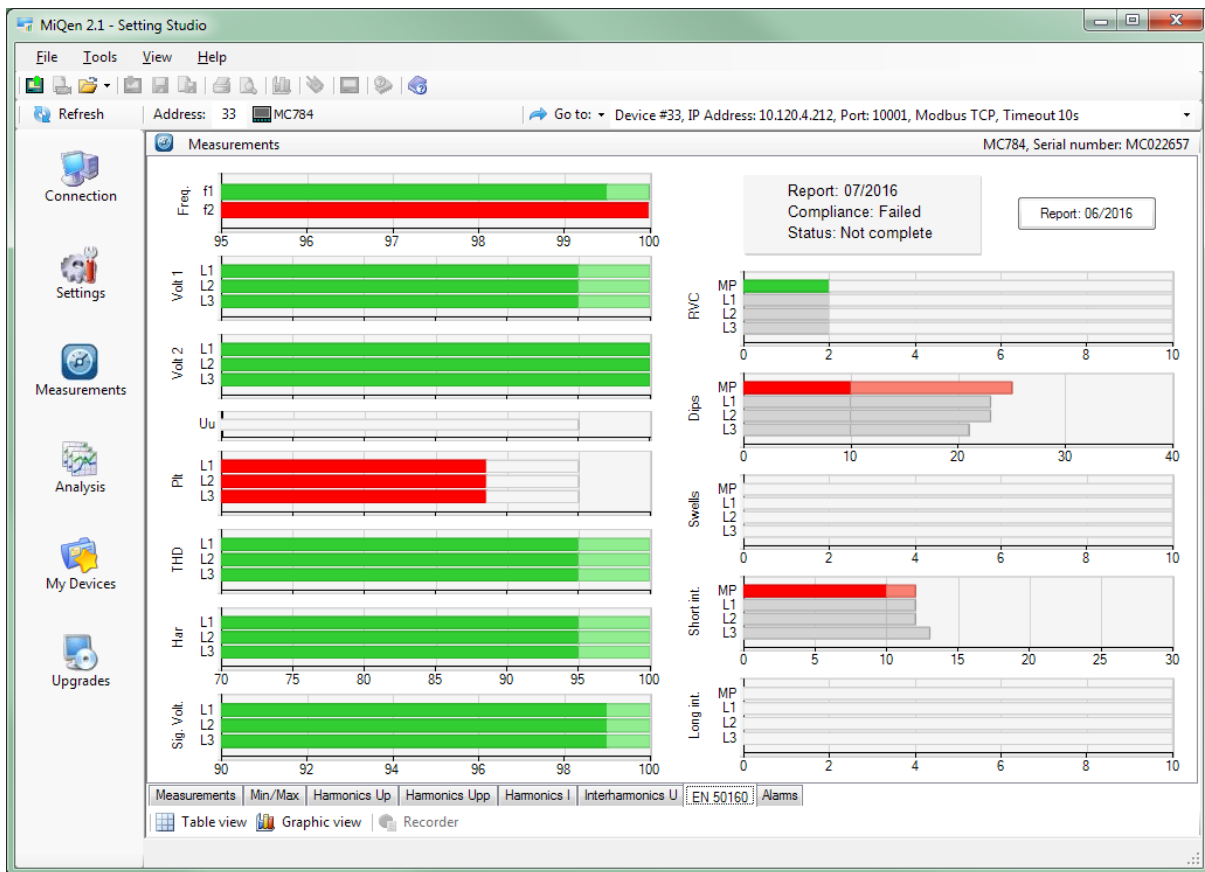 MiQen 2.1 - Setting Studio
File Tools View Help
Refresh Address: 33 MC784 Go to: Device #33, IP Address: 10.120.4.212, Port: 10001, Modbus TCP, Timeout 10s
Measurements MC784, Serial number: MC022657
Connection
Settings
Measurements
Analysis
My Devices
Upgrades
Freq. f1
f2
95 96 97 98 99 100
Volt 1 L1
L2
L3
Volt 2 L1
L2
L3
Uu
Plt L1
L2
L3
THD L1
L2
L3
Har L1
L2
L3
70 75 80 85 90 95 100
Sig. Volt. L1
L2
L3
90 92 94 96 98 100
Report: 07/2016
Compliance: Failed
Status: Not complete
Report: 06/2016
RVC MP
L1
L2
L3
0 2 4 6 8 10
Dips MP
L1
L2
L3
0 10 20 30 40
Swells MP
L1
L2
L3
0 2 4 6 8 10
Short int. MP
L1
L2
L3
0 5 10 15 20 25 30
Long int. MP
L1
L2
L3
0 2 4 6 8 10
Measurements Min/Max Harmonics Up Harmonics Upp Harmonics I Interharmonics U EN 50160 Alarms
Table view Graphic view Recorder